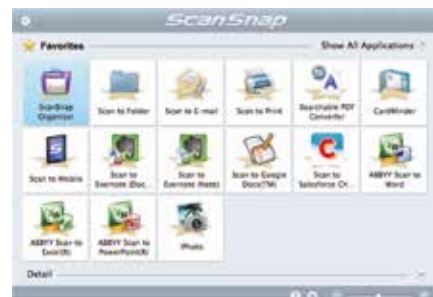 ScanSnap
Favorites
Show All Applications
ScanSnap Organizer
Scan to Folder
Scan to E-mail
Scan to Print
Searchable PDF Converter
CardMinder
Scan to Mobile
Scan to Evernote (Doc...
Scan to Evernote (Note)
Scan to Google Docs(TM)
Scan to Salesforce Ch...
ABBYY Scan to Word
ABBYY Scan to Excel(R)
ABBYY Scan to PowerPoint(R)
iPhoto
Detail